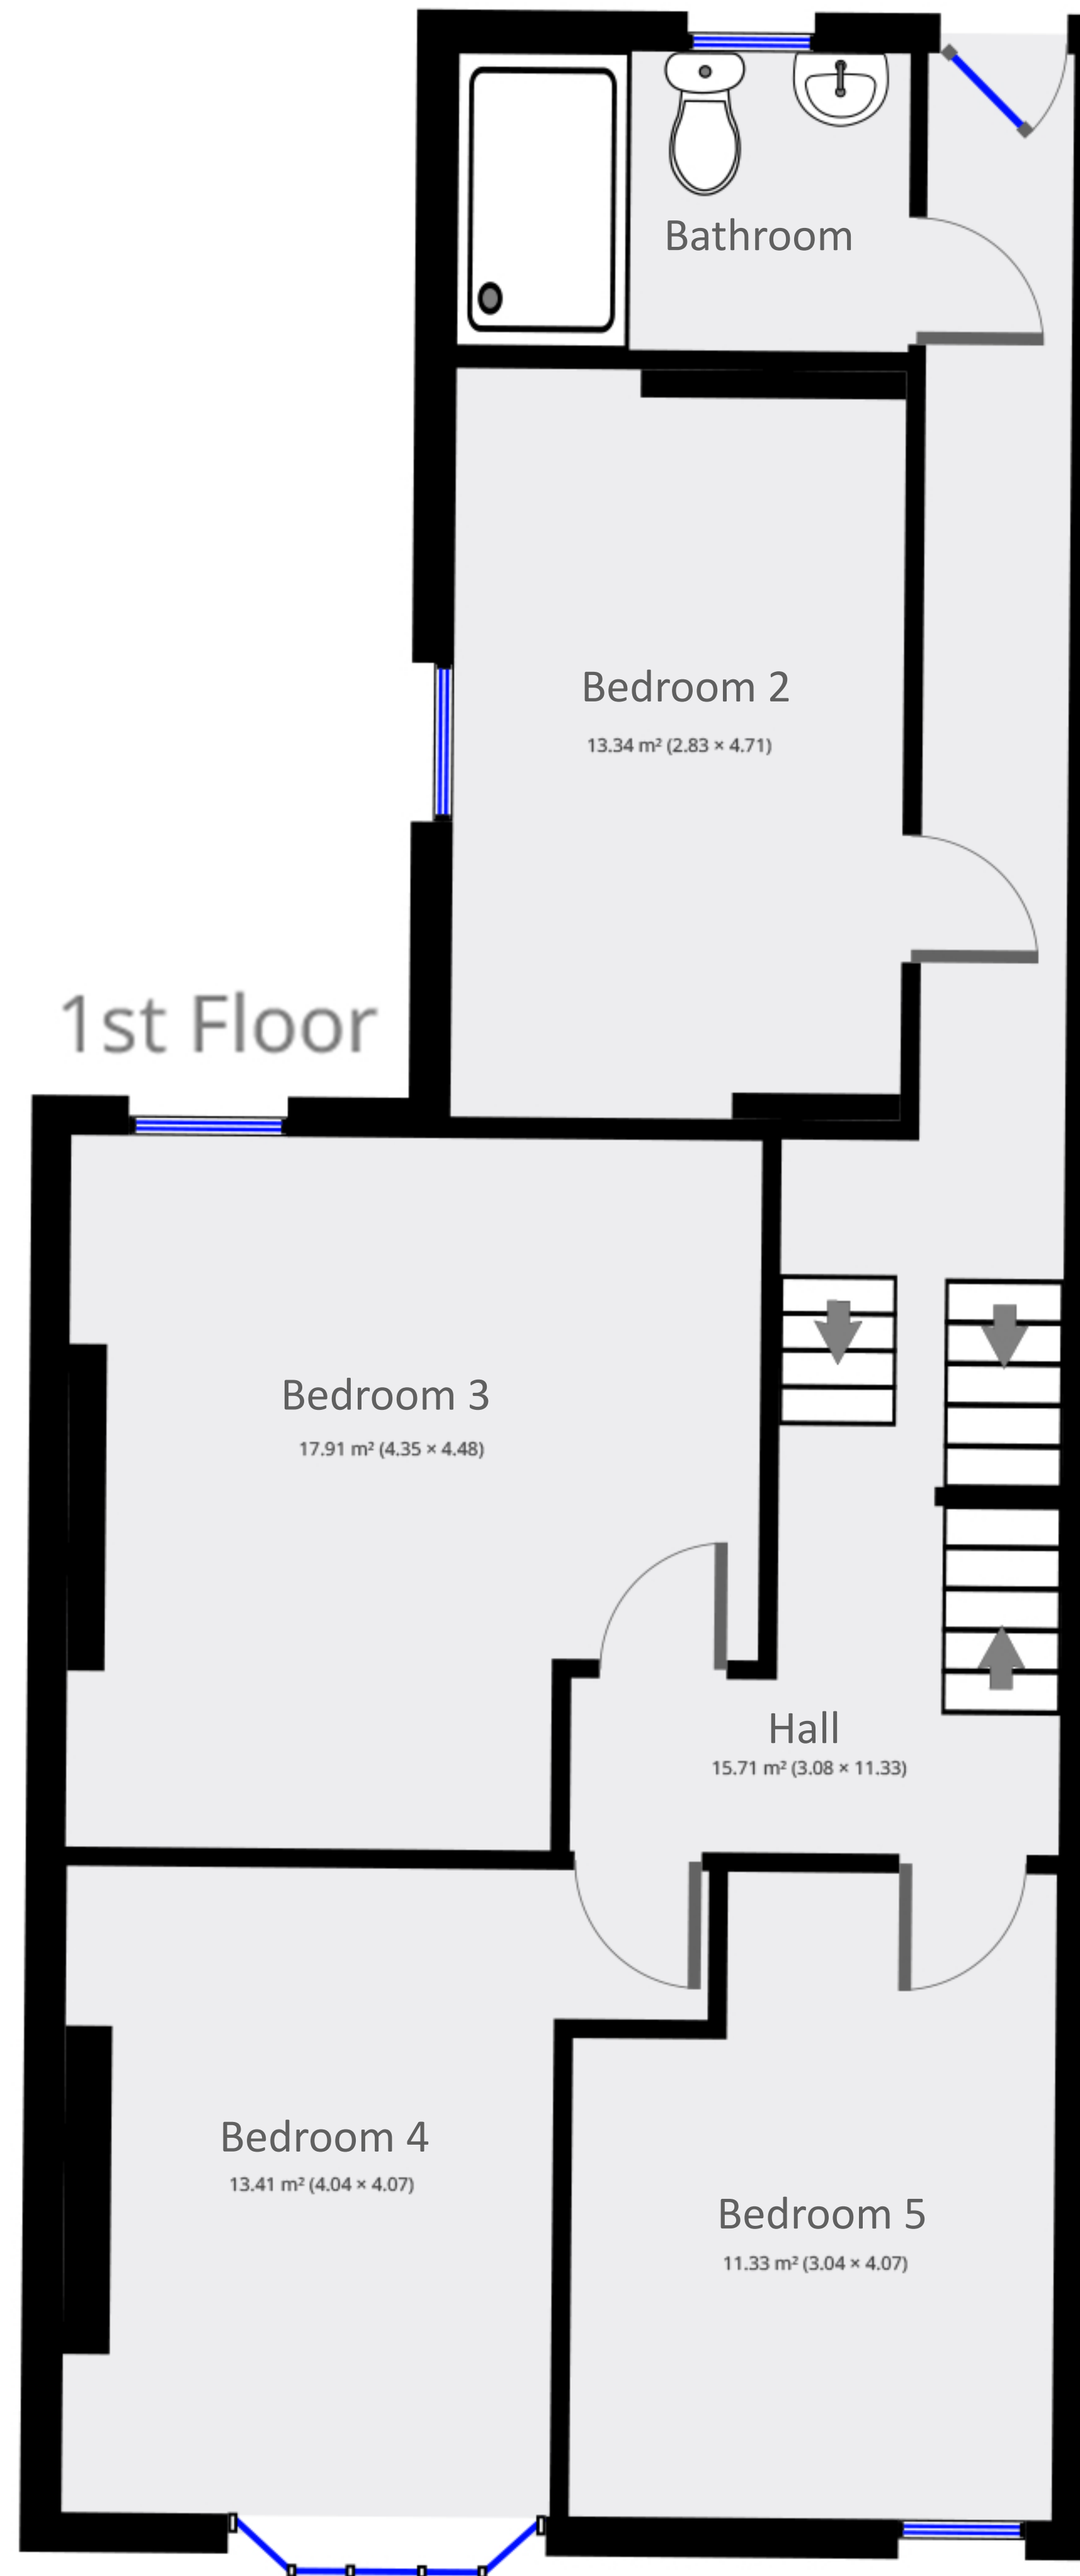 Bathroom
Bedroom 2
13.34 m² (2.83 × 4.71)
1st Floor
Bedroom 3
17.91 m² (4.35 × 4.48)
Hall
15.71 m² (3.08 × 11.33)
Bedroom 4
13.41 m² (4.04 × 4.07)
Bedroom 5
11.33 m² (3.04 × 4.07)